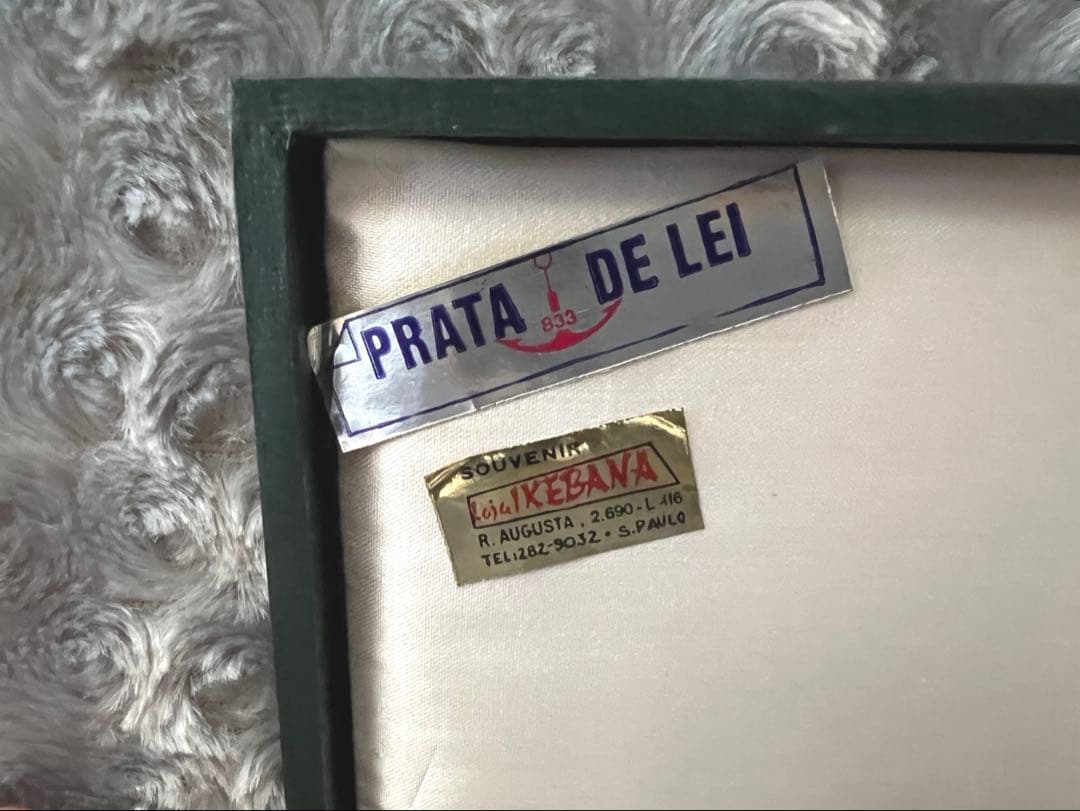 PRATA DE LEI
833
SOUVENIR
Loja IKEBANA
R. AUGUSTA, 2.690 - L 116
TEL: 282-9032 • S. PAULO